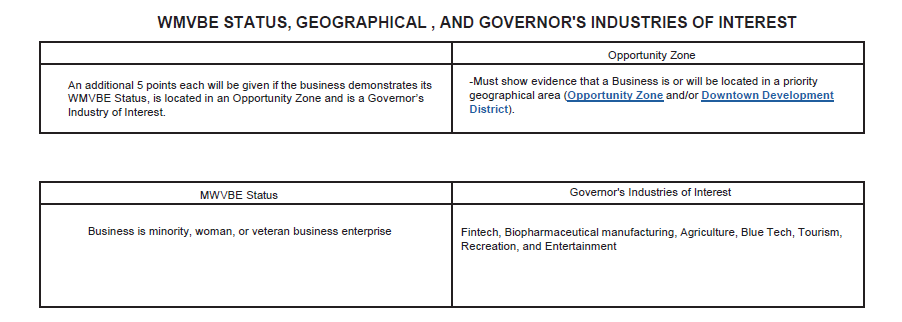 WMVBE STATUS, GEOGRAPHICAL , AND GOVERNOR'S INDUSTRIES OF INTEREST
Opportunity Zone
An additional 5 points each will be given if the business demonstrates its
WMVBE Status, is located in an Opportunity Zone and is a Governor's
Industry of Interest.
-Must show evidence that a Business is or will be located in a priority
geographical area (Opportunity Zone and/or Downtown Development
District).
MWVBE Status
Governor's Industries of Interest
Business is minority, woman, or veteran business enterprise
Fintech, Biopharmaceutical manufacturing, Agriculture, Blue Tech, Tourism,
Recreation, and Entertainment